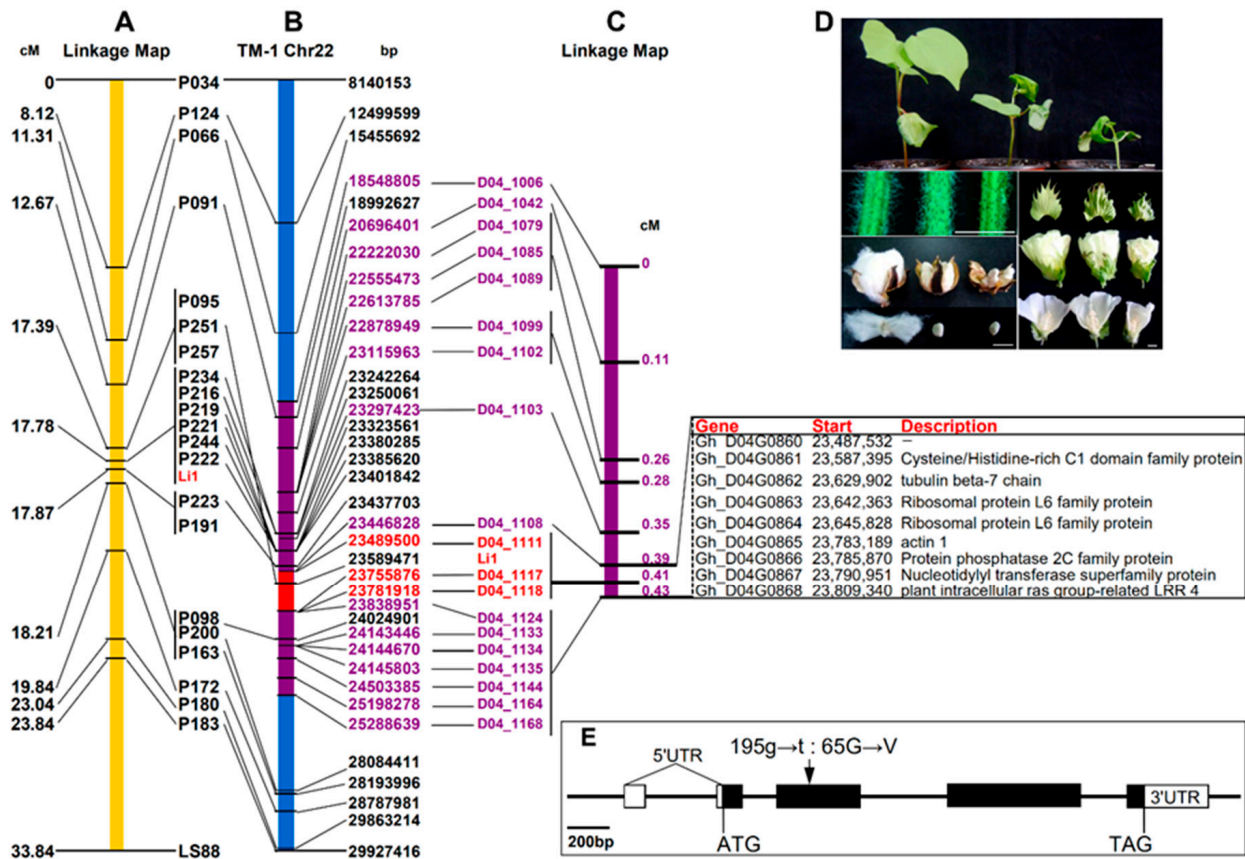 A
B
C
D
cM
Linkage Map
TM-1 Chr22
bp
Linkage Map
0
8.12
11.31
12.67
17.39
17.78
17.87
18.21
19.84
23.04
23.84
33.84
P034
P124
P066
P091
P095
P251
P257
P234
P216
P219
P221
P244
P222
Li1
P223
P191
P098
P200
P163
P172
P180
P183
LS88
8140153
12499599
15455692
18548805
18992627
20696401
22222030
22555473
22613785
22878949
23115963
23242264
23250061
23297423
23323561
23380285
23385620
23401842
23437703
23446828
23489500
23589471
23755876
23781918
23838951
24024901
24143446
24144670
24145803
24503385
25198278
25288639
28084411
28193996
28787981
29863214
29927416
D04_1006
D04_1042
D04_1079
D04_1085
D04_1089
D04_1099
D04_1102
D04_1103
D04_1108
D04_1111
Li1
D04_1117
D04_1118
D04_1124
D04_1133
D04_1134
D04_1135
D04_1144
D04_1164
D04_1168
cM
0
0.11
0.26
0.28
0.35
0.39
0.41
0.43
Gene Start Description
Gh_D04G0860 23,487,532 —
Gh_D04G0861 23,587,395 Cysteine/Histidine-rich C1 domain family protein
Gh_D04G0862 23,629,902 tubulin beta-7 chain
Gh_D04G0863 23,642,363 Ribosomal protein L6 family protein
Gh_D04G0864 23,645,828 Ribosomal protein L6 family protein
Gh_D04G0865 23,783,189 actin 1
Gh_D04G0866 23,785,870 Protein phosphatase 2C family protein
Gh_D04G0867 23,790,951 Nucleotidylyl transferase superfamily protein
Gh_D04G0868 23,809,340 plant intracellular ras group-related LRR 4
E
195g→t : 65G→V
5'UTR
3'UTR
200bp
ATG
TAG